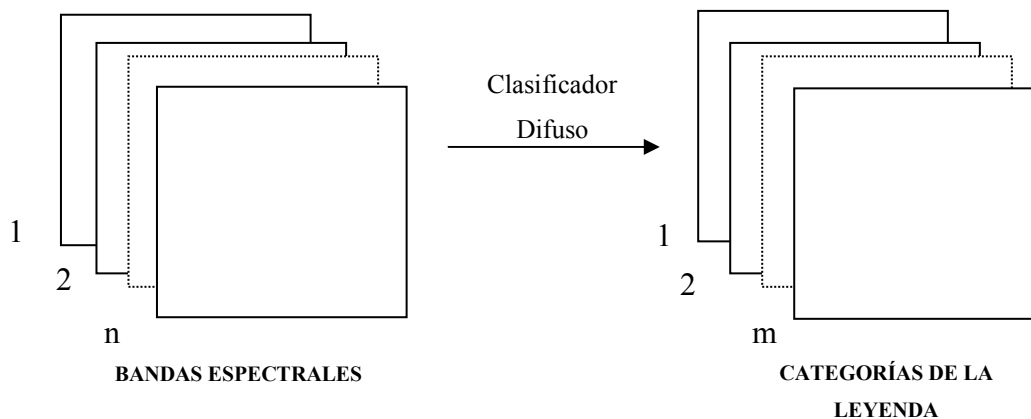 Clasificador
Difuso
1
2
n
BANDAS ESPECTRALES
1
2
m
CATEGORÍAS DE LA
LEYENDA